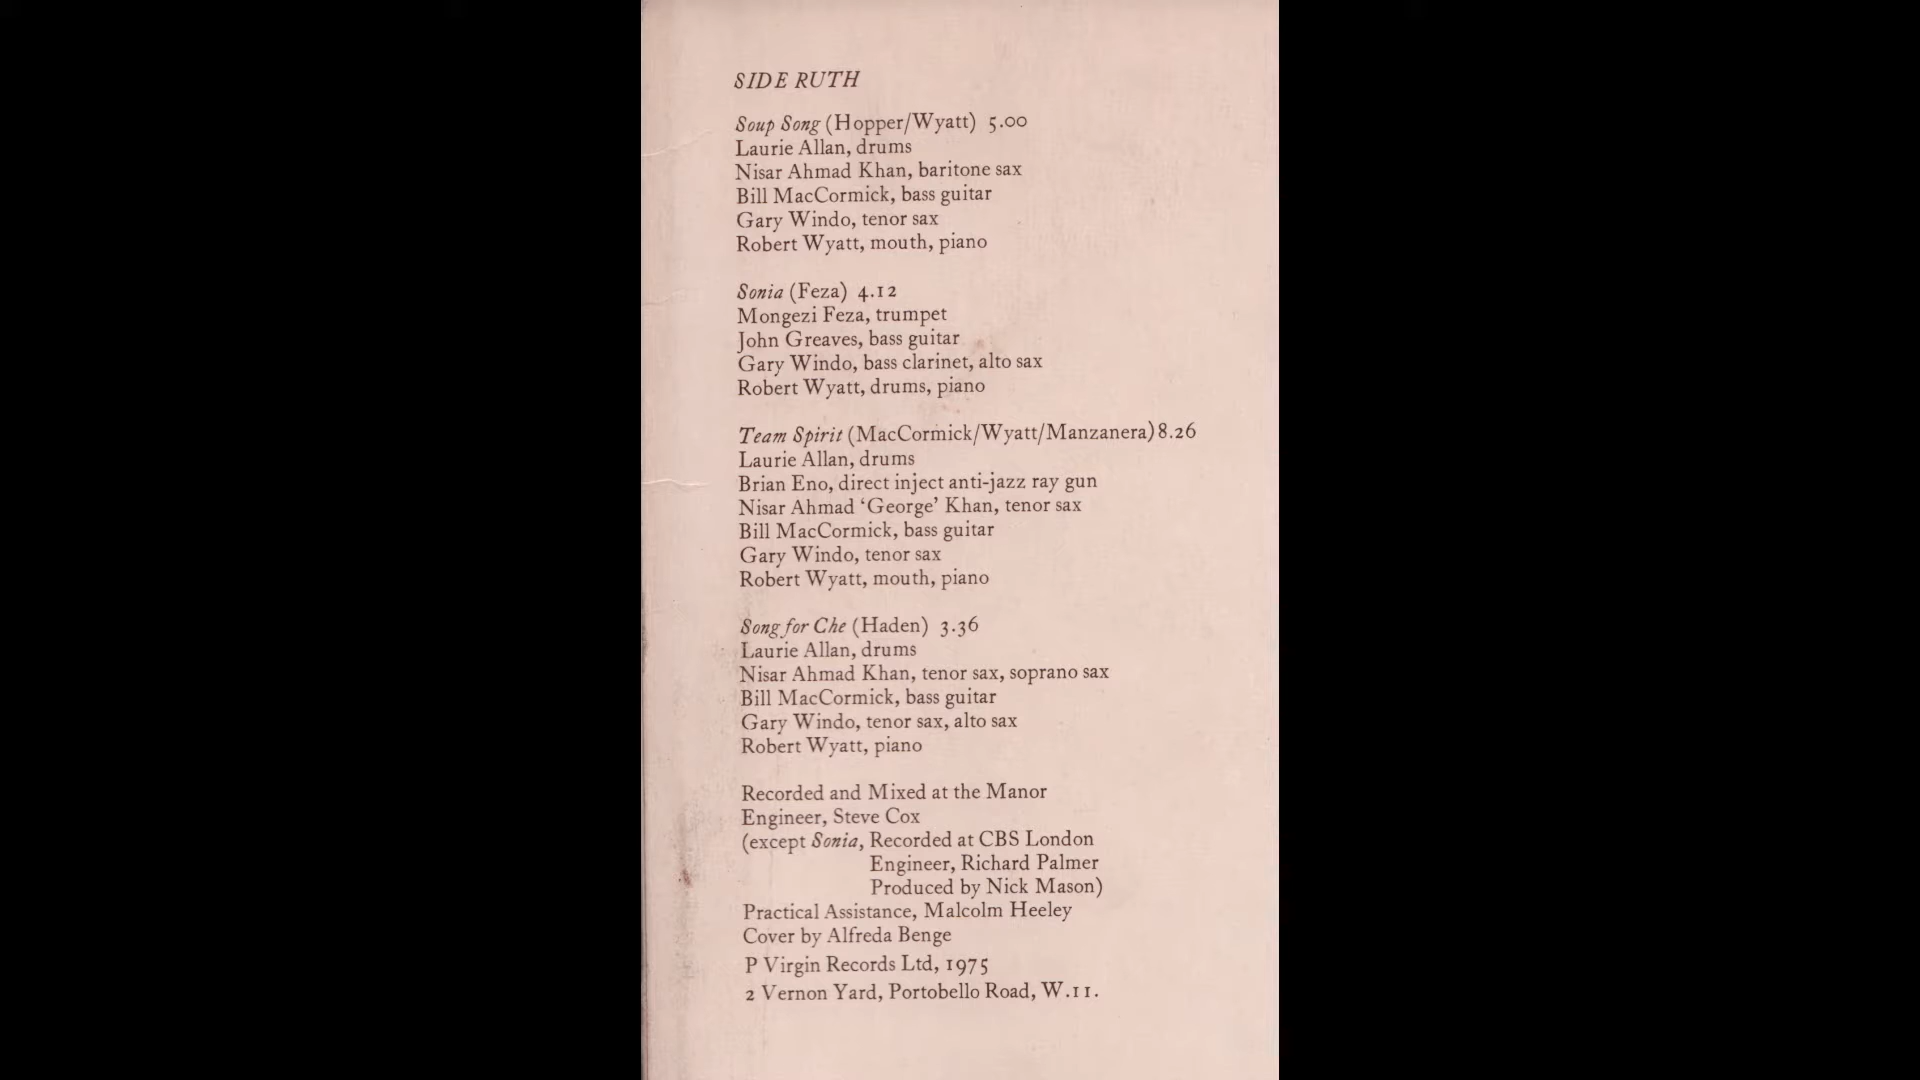 SIDE RUTH
Soup Song (Hopper/Wyatt) 5.00
Laurie Allan, drums
Nisar Ahmad Khan, baritone sax
Bill MacCormick, bass guitar
Gary Windo, tenor sax
Robert Wyatt, mouth, piano
Sonia (Feza) 4.12
Mongezi Feza, trumpet
John Greaves, bass guitar
Gary Windo, bass clarinet, alto sax
Robert Wyatt, drums, piano
Team Spirit (MacCormick/Wyatt/Manzanera) 8.26
Laurie Allan, drums
Brian Eno, direct inject anti-jazz ray gun
Nisar Ahmad ‘George’ Khan, tenor sax
Bill MacCormick, bass guitar
Gary Windo, tenor sax
Robert Wyatt, mouth, piano
Song for Che (Haden) 3.36
Laurie Allan, drums
Nisar Ahmad Khan, tenor sax, soprano sax
Bill MacCormick, bass guitar
Gary Windo, tenor sax, alto sax
Robert Wyatt, piano
Recorded and Mixed at the Manor
Engineer, Steve Cox
(except Sonia, Recorded at CBS London
Engineer, Richard Palmer
Produced by Nick Mason)
Practical Assistance, Malcolm Heeley
Cover by Alfreda Benge
P Virgin Records Ltd, 1975
2 Vernon Yard, Portobello Road, W.11.